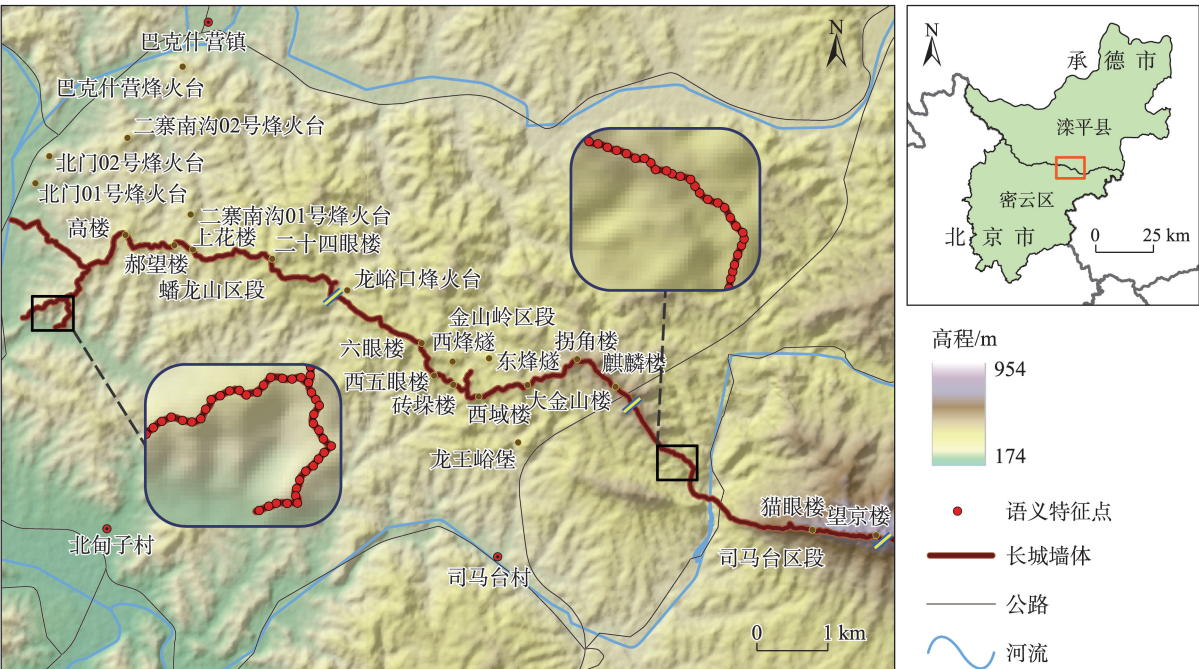 巴克什营镇
N
巴克什营烽火台
二寨南沟02号烽火台
北门02号烽火台
北门01号烽火台
二寨南沟01号烽火台
高楼
上花楼
二十四眼楼
郝望楼
蟠龙山区段
龙峪口烽火台
金山岭区段
六眼楼
西烽燧
拐角楼
东烽燧
麒麟楼
西五眼楼
砖垛楼
西域楼
大金山楼
龙王峪堡
猫眼楼
望京楼
北甸子村
司马台区段
司马台村
0
1 km
N
承德市
滦平县
密云区
北京市
0
25 km
高程/m
954
174
语义特征点
长城墙体
公路
河流